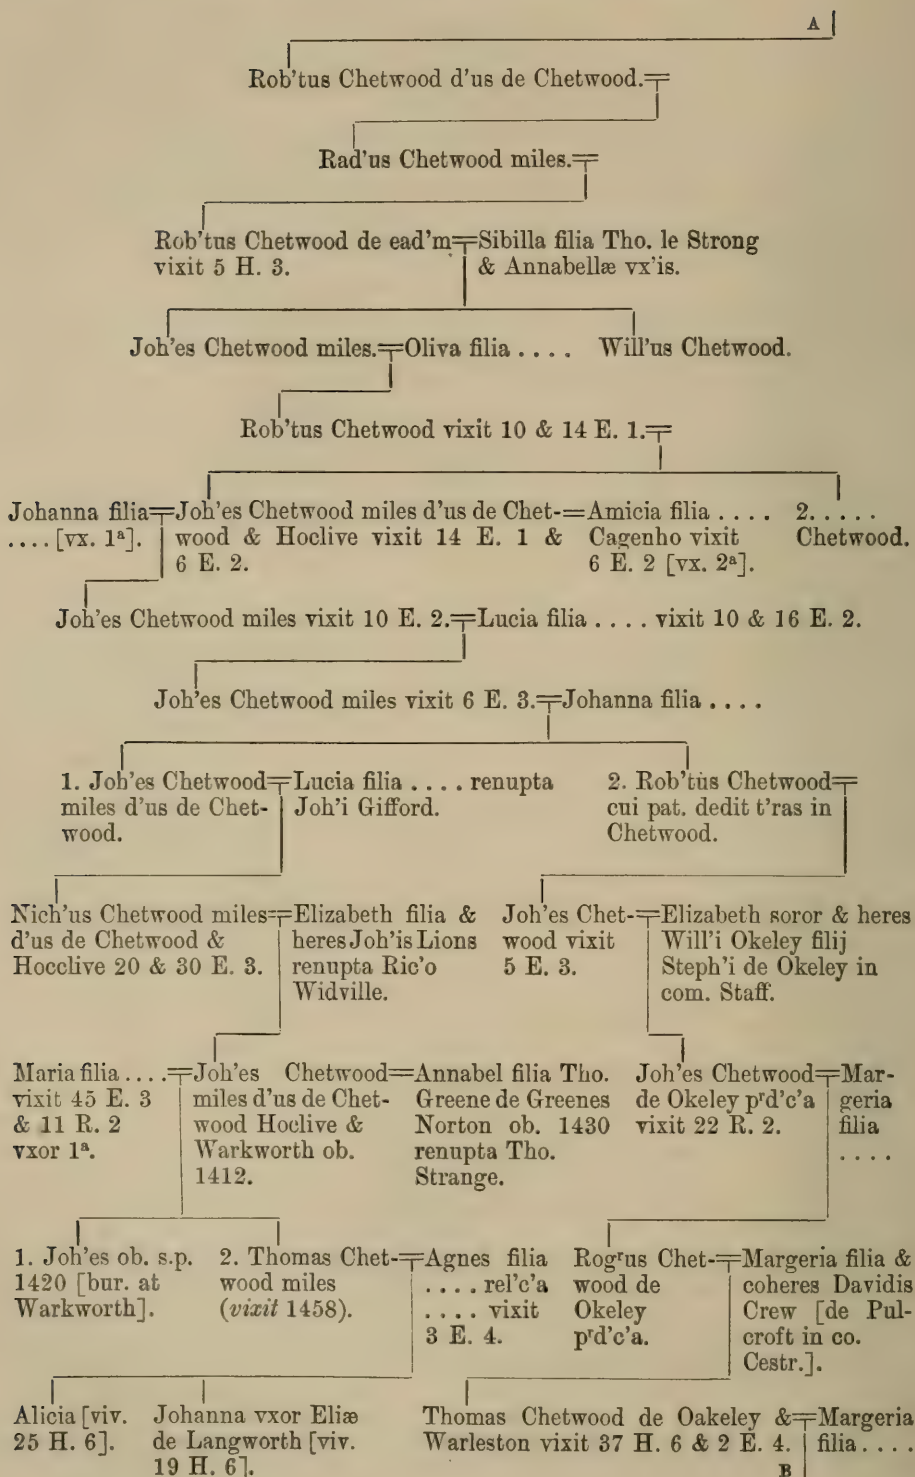 A
Rob'tus Chetwood d'us de Chetwood.
Rad'us Chetwood miles.
Rob'tus Chetwood de ead'm Sibilla filia Tho. le Strong
vixit 5 H. 3. & Annabellæ vx'is.
Joh'es Chetwood miles. Oliva filia . . . . Will'us Chetwood.
Rob'tus Chetwood vixit 10 & 14 E. 1.
Johanna filia Joh'es Chetwood miles d'us de Chet- Amicia filia . . . . 2. . . . .
. . . . [vx. 1ª]. wood & Hoclive vixit 14 E. 1 & Cagenho vixit Chetwood.
6 E. 2. 6 E. 2 [vx. 2ª].
Joh'es Chetwood miles vixit 10 E. 2. Lucia filia . . . . vixit 10 & 16 E. 2.
Joh'es Chetwood miles vixit 6 E. 3. Johanna filia . . . .
1. Joh'es Chetwood Lucia filia . . . . renupta 2. Rob'tus Chetwood
miles d'us de Chet- Joh'i Gifford. cui pat. dedit t'ras in
wood. Chetwood.
Nich'us Chetwood miles Elizabeth filia & Joh'es Chet- Elizabeth soror & heres
d'us de Chetwood & heres Joh'is Lions wood vixit Will'i Okeley filij
Hocclive 20 & 30 E. 3. renupta Ric'o 5 E. 3. Steph'i de Okeley in
Widville. com. Staff.
Maria filia . . . . Joh'es Chetwood Annabel filia Tho. Joh'es Chetwood Mar-
vixit 45 E. 3 miles d'us de Chet- Greene de Greenes de Okeley pʳd'c'a geria
& 11 R. 2 wood Hoclive & Norton ob. 1430 vixit 22 R. 2. filia
vxor 1ª. Warkworth ob. renupta Tho. . . . .
1412. Strange.
1. Joh'es ob. s.p. 2. Thomas Chet- Agnes filia Rogʳus Chet- Margeria filia &
1420 [bur. at wood miles . . . . rel'c'a wood de coheres Davidis
Warkworth]. (vixit 1458). . . . . vixit Okeley Crew [de Pul-
3 E. 4. pʳd'c'a. croft in co.
Cestr.].
Alicia [viv. Johanna vxor Eliæ Thomas Chetwood de Oakeley & Margeria
25 H. 6]. de Langworth [viv. Warleston vixit 37 H. 6 & 2 E. 4. filia . . . .
19 H. 6]. B